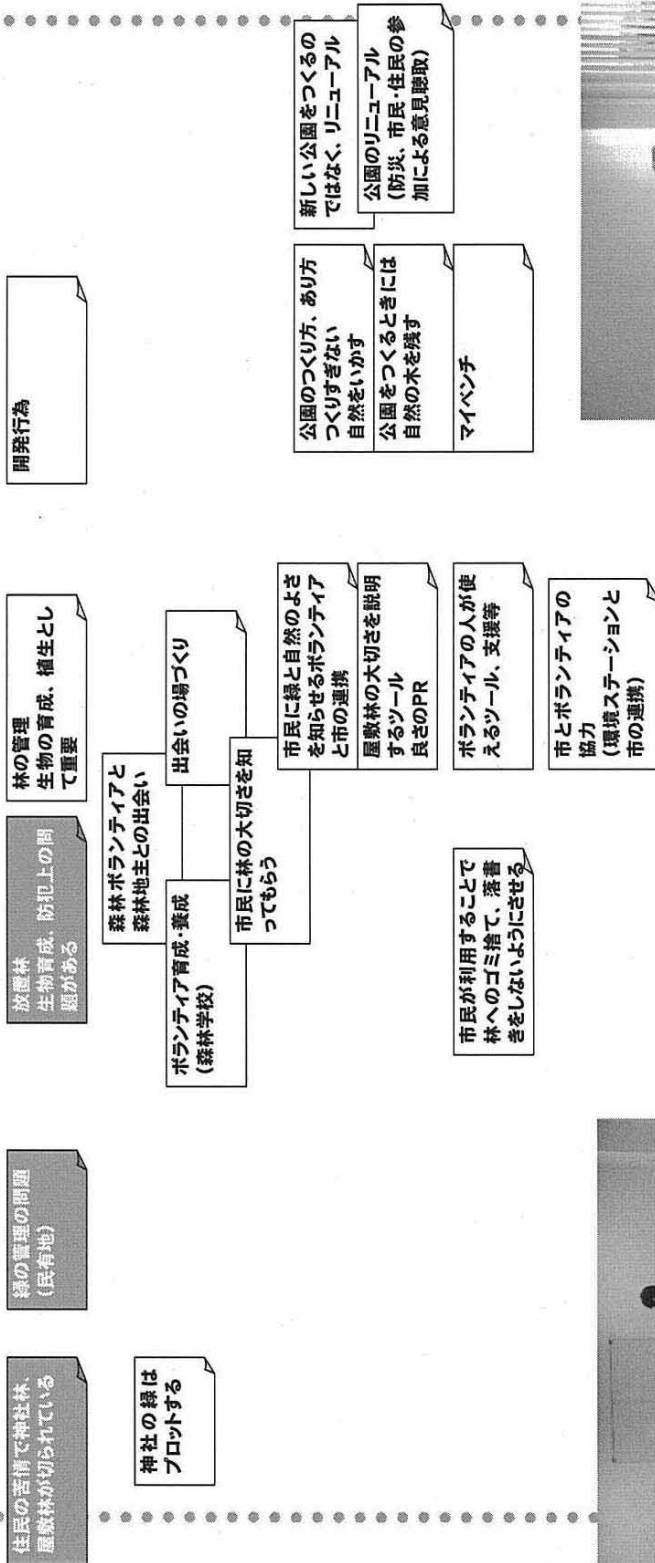 住民の苦情で神社林、
屋敷林が切られている
緑の管理の問題
(民有地)
放置林
生物育成、防犯上の問
題がある
林の管理
生物の育成、植生とし
て重要
開発行為
神社の緑は
プロットする
森林ボランティアと
森林地主との出会い
ボランティア育成・養成
(森林学校)
出会いの場づくり
市民に林の大切さを知
ってもらう
市民に緑と自然のよさ
を知らせるボランティア
と市の連携
屋敷林の大切さを説明
するツール
良さのPR
市民が利用することで
林へのゴミ捨て、落書
きをしないようにさせる
ボランティアの人が使
えるツール、支援等
市とボランティアの
協力
(環境ステーションと
市の連携)
公園のつくり方、あり方
つくりすぎない
自然をいかす
公園をつくるときには
自然の木を残す
マイベンチ
新しい公園をつくるの
ではなく、リニューアル
公園のリニューアル
(防災、市民・住民の参
加による意見聴取)